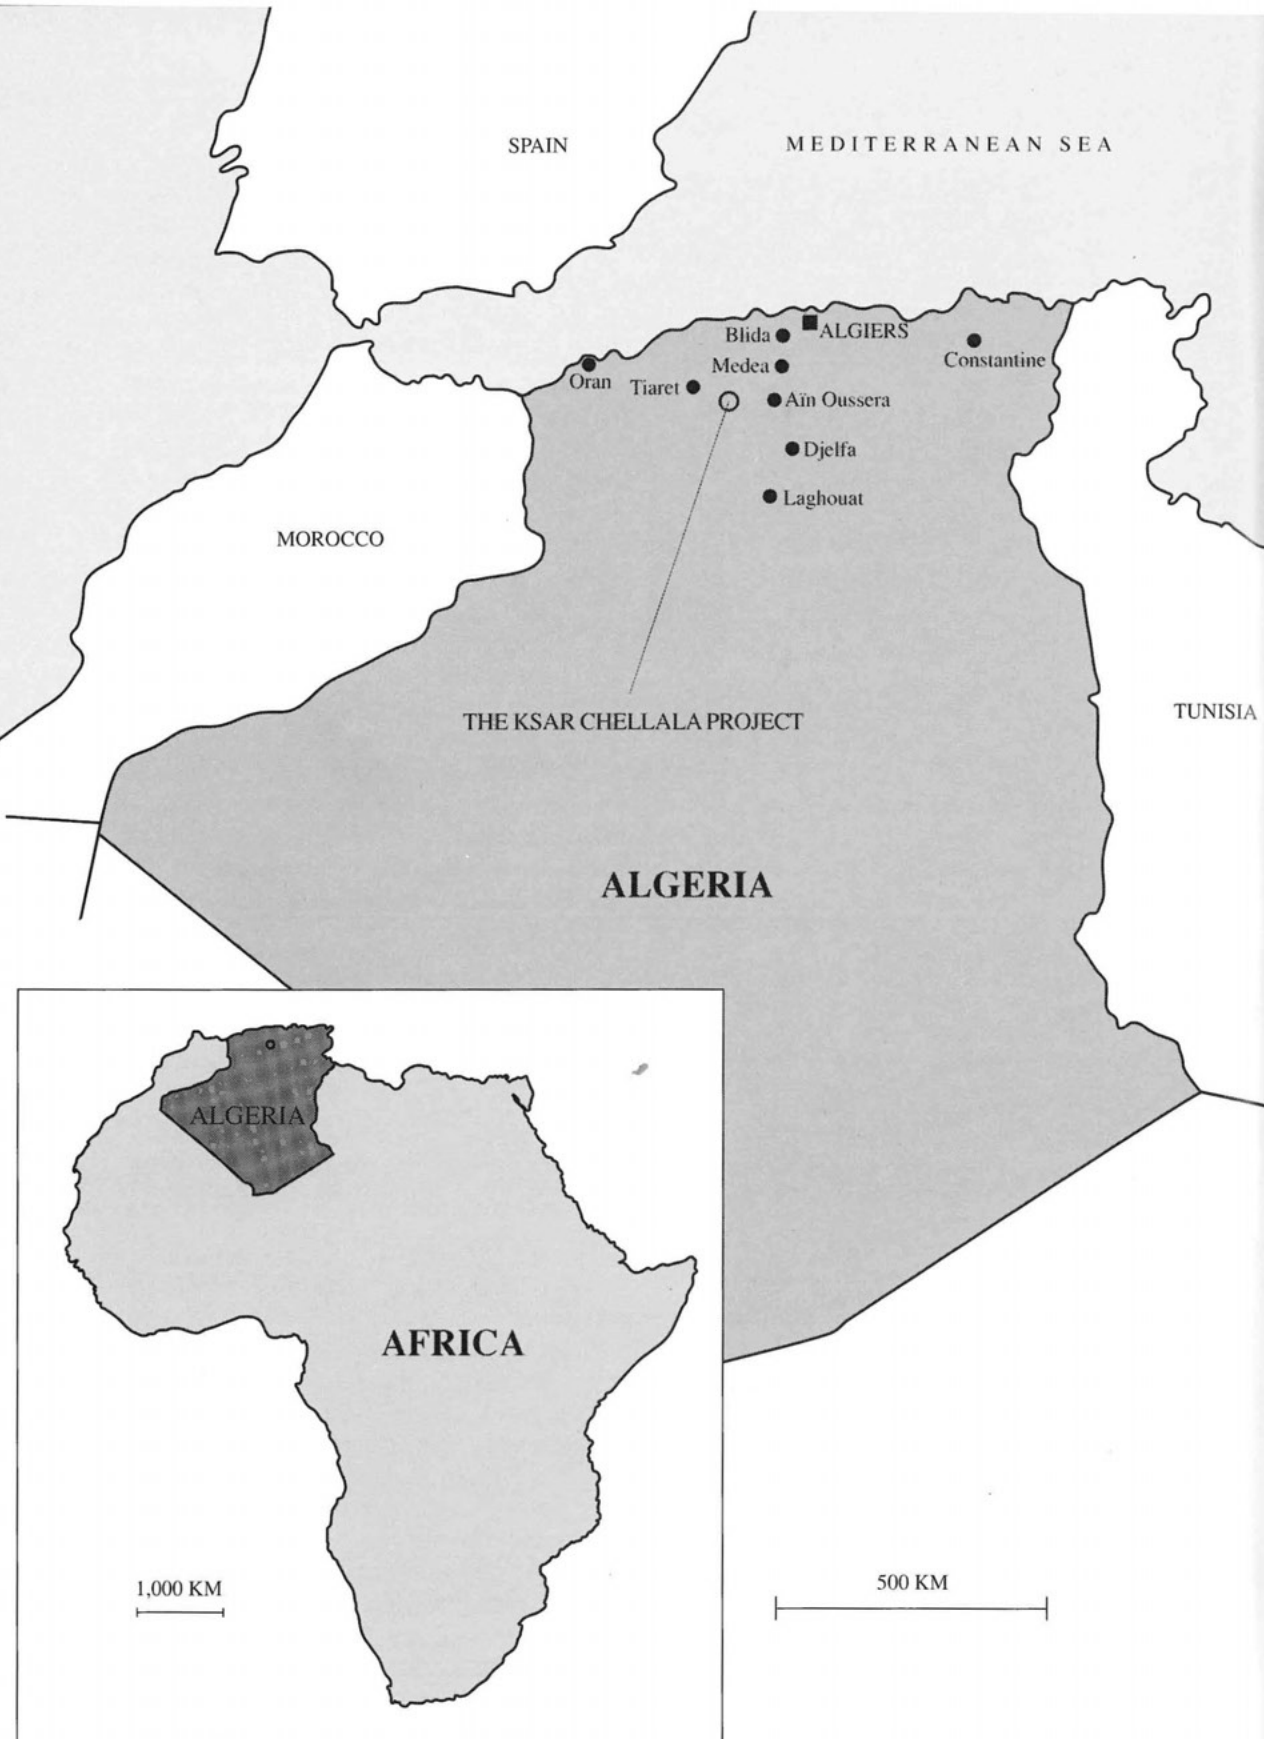 SPAIN
MEDITERRANEAN SEA
ALGIERS
Blida
Constantine
Medea
Oran
Tiaret
Aïn Oussera
Djelfa
Laghouat
MOROCCO
TUNISIA
THE KSAR CHELLALA PROJECT
ALGERIA
ALGERIA
AFRICA
1,000 KM
500 KM